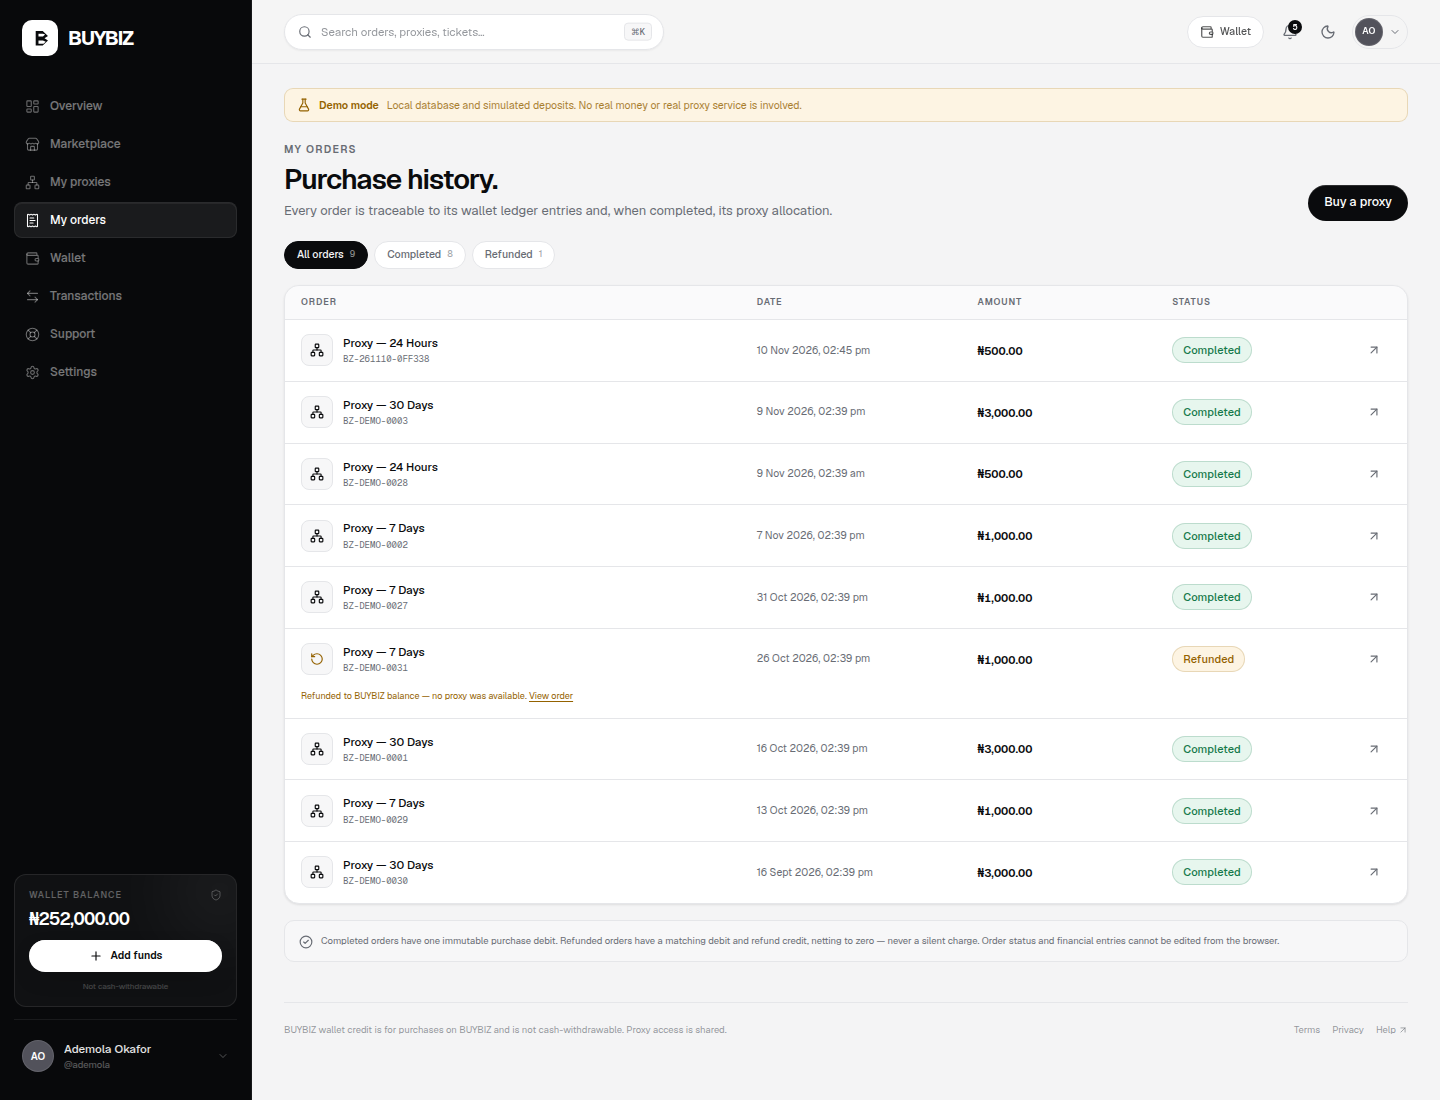 BUYBIZ
Overview
Marketplace
My proxies
My orders
Wallet
Transactions
Support
Settings
WALLET BALANCE
₦252,000.00
Add funds
Not cash-withdrawable
AO
Ademola Okafor
@ademola
Search orders, proxies, tickets...
⌘K
Wallet
5
AO
Demo mode Local database and simulated deposits. No real money or real proxy service is involved.
MY ORDERS
Purchase history.
Every order is traceable to its wallet ledger entries and, when completed, its proxy allocation.
Buy a proxy
All orders 9
Completed 8
Refunded 1
ORDER DATE AMOUNT STATUS
Proxy — 24 Hours
BZ-261110-0FF338
10 Nov 2026, 02:45 pm
₦500.00
Completed
Proxy — 30 Days
BZ-DEMO-0003
9 Nov 2026, 02:39 pm
₦3,000.00
Completed
Proxy — 24 Hours
BZ-DEMO-0028
9 Nov 2026, 02:39 am
₦500.00
Completed
Proxy — 7 Days
BZ-DEMO-0002
7 Nov 2026, 02:39 pm
₦1,000.00
Completed
Proxy — 7 Days
BZ-DEMO-0027
31 Oct 2026, 02:39 pm
₦1,000.00
Completed
Proxy — 7 Days
BZ-DEMO-0031
26 Oct 2026, 02:39 pm
₦1,000.00
Refunded
Refunded to BUYBIZ balance — no proxy was available. View order
Proxy — 30 Days
BZ-DEMO-0001
16 Oct 2026, 02:39 pm
₦3,000.00
Completed
Proxy — 7 Days
BZ-DEMO-0029
13 Oct 2026, 02:39 pm
₦1,000.00
Completed
Proxy — 30 Days
BZ-DEMO-0030
16 Sept 2026, 02:39 pm
₦3,000.00
Completed
Completed orders have one immutable purchase debit. Refunded orders have a matching debit and refund credit, netting to zero — never a silent charge. Order status and financial entries cannot be edited from the browser.
BUYBIZ wallet credit is for purchases on BUYBIZ and is not cash-withdrawable. Proxy access is shared.
Terms Privacy Help